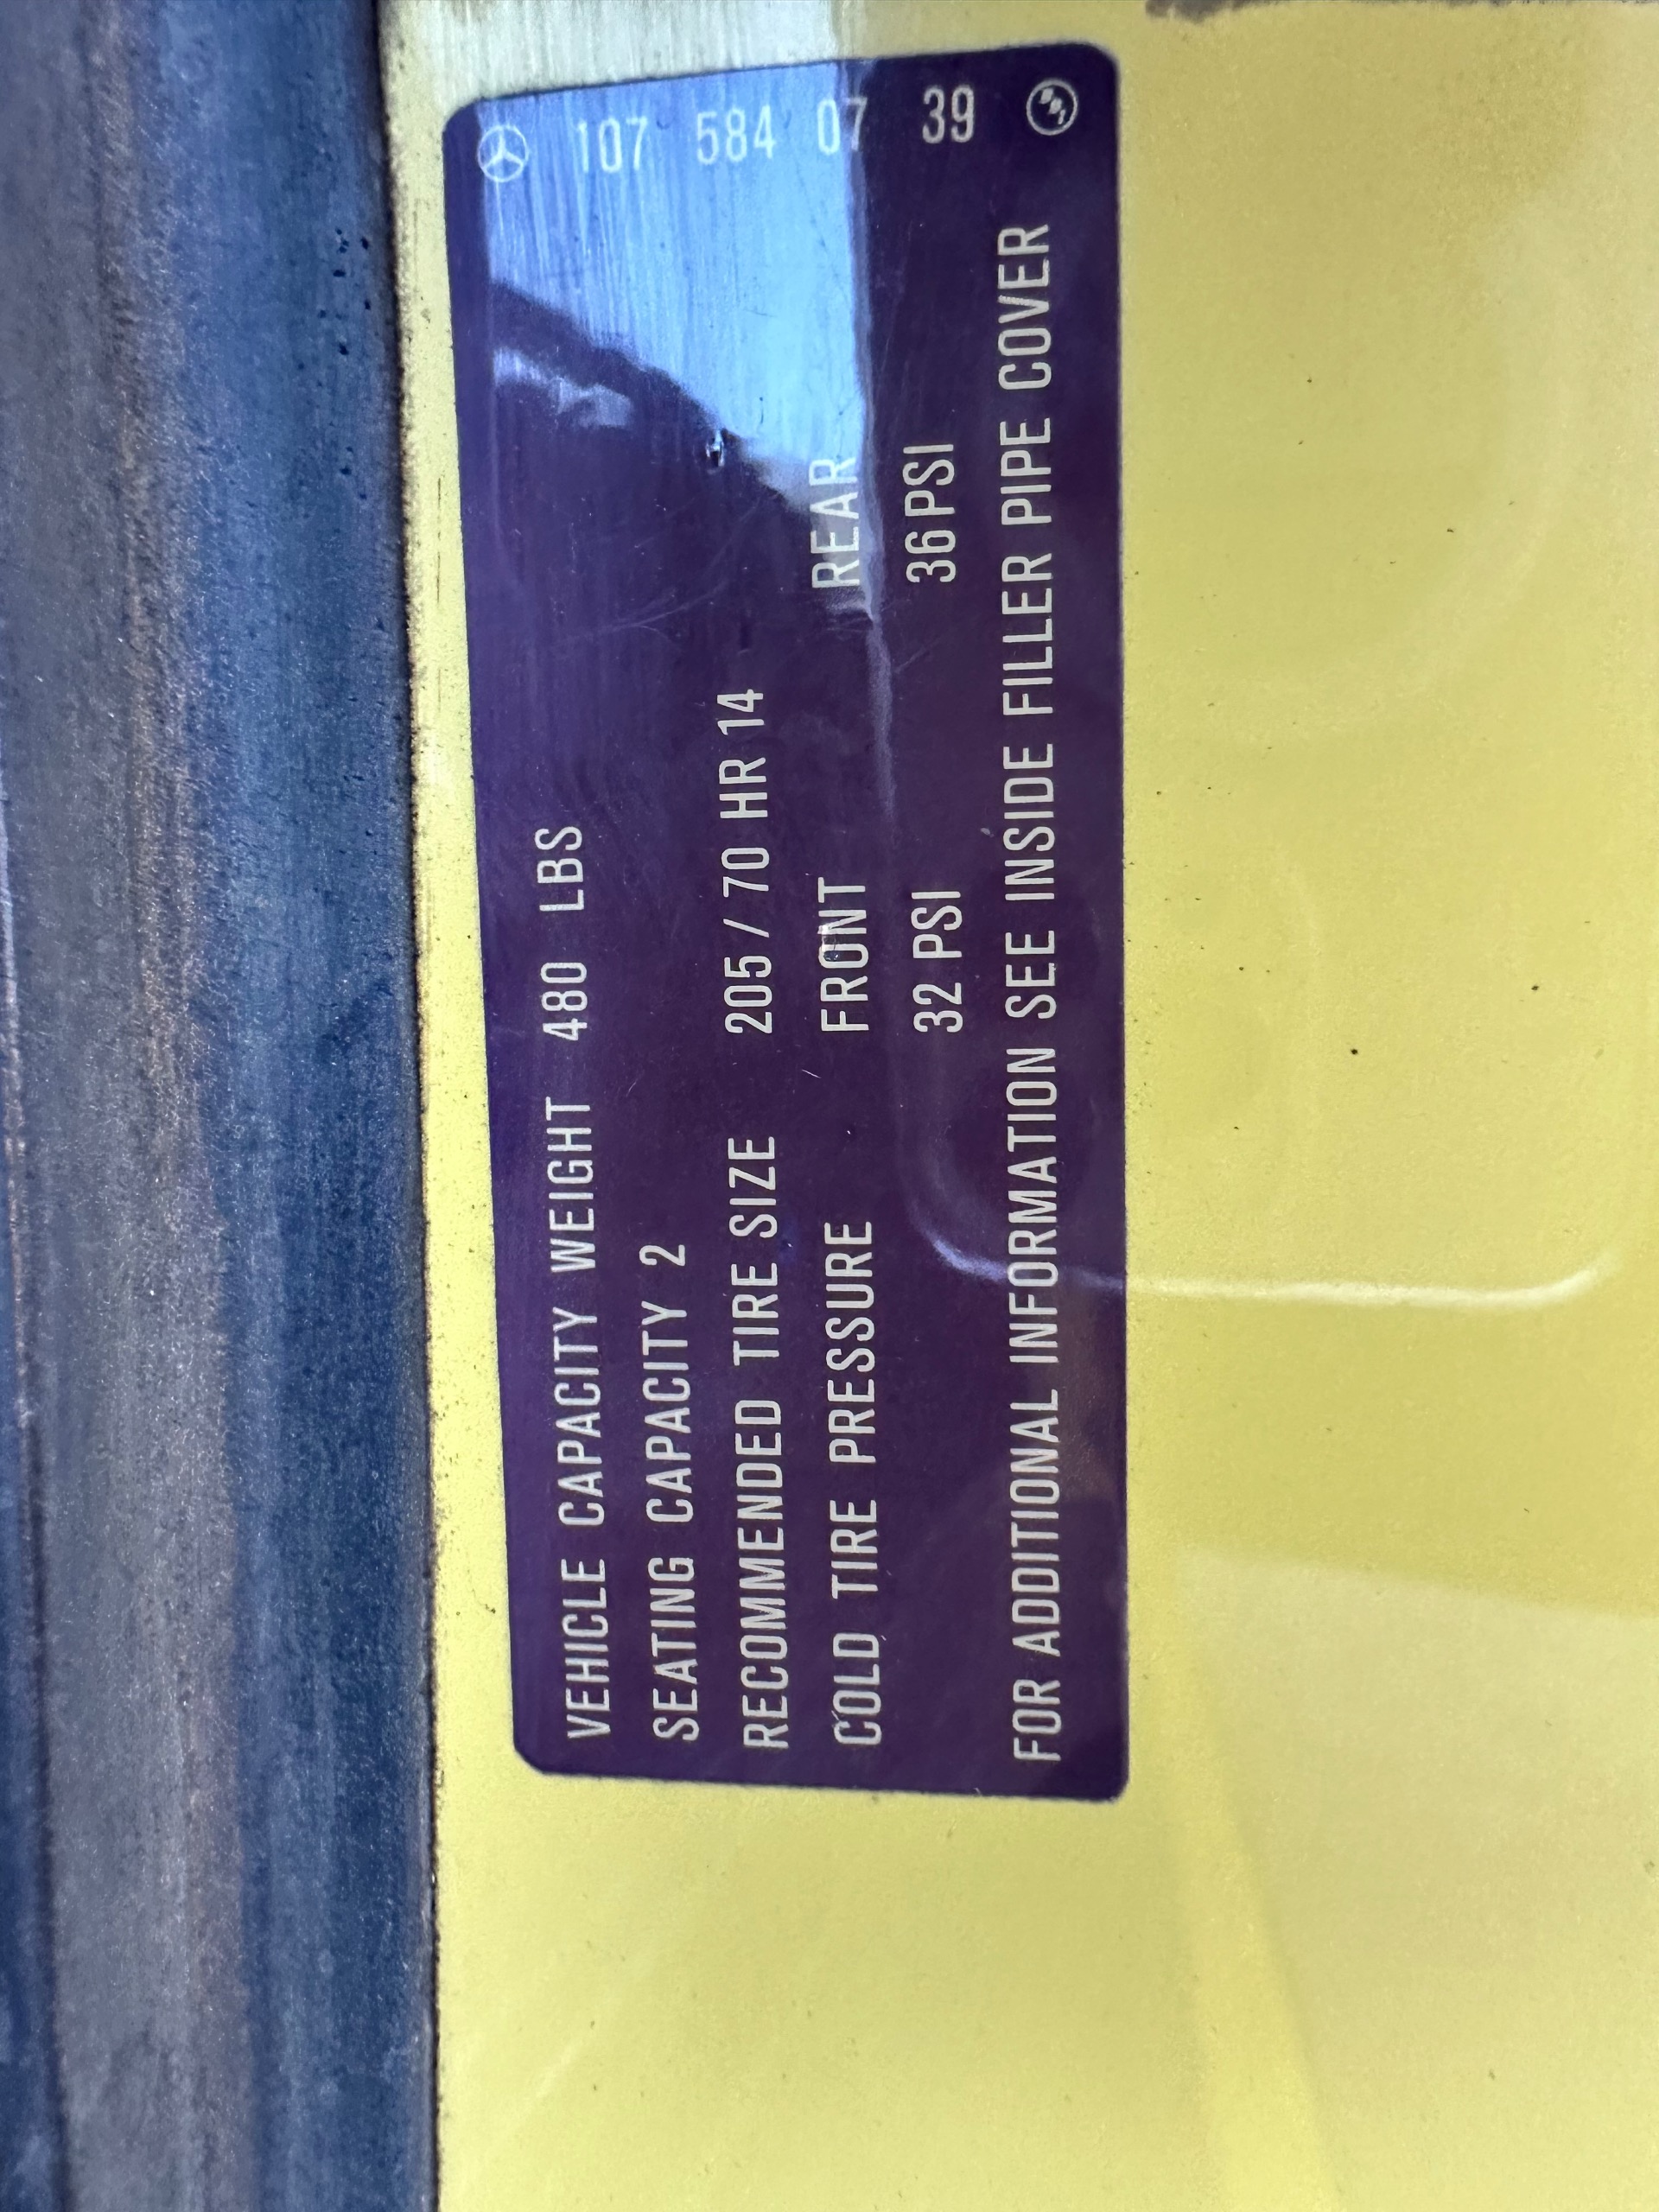 VEHICLE CAPACITY WEIGHT 480 LBS
SEATING CAPACITY 2
RECOMMENDED TIRE SIZE 205/70 HR 14
COLD TIRE PRESSURE FRONT REAR
32 PSI 36 PSI
FOR ADDITIONAL INFORMATION SEE INSIDE FILLER PIPE COVER
107 584 07 39